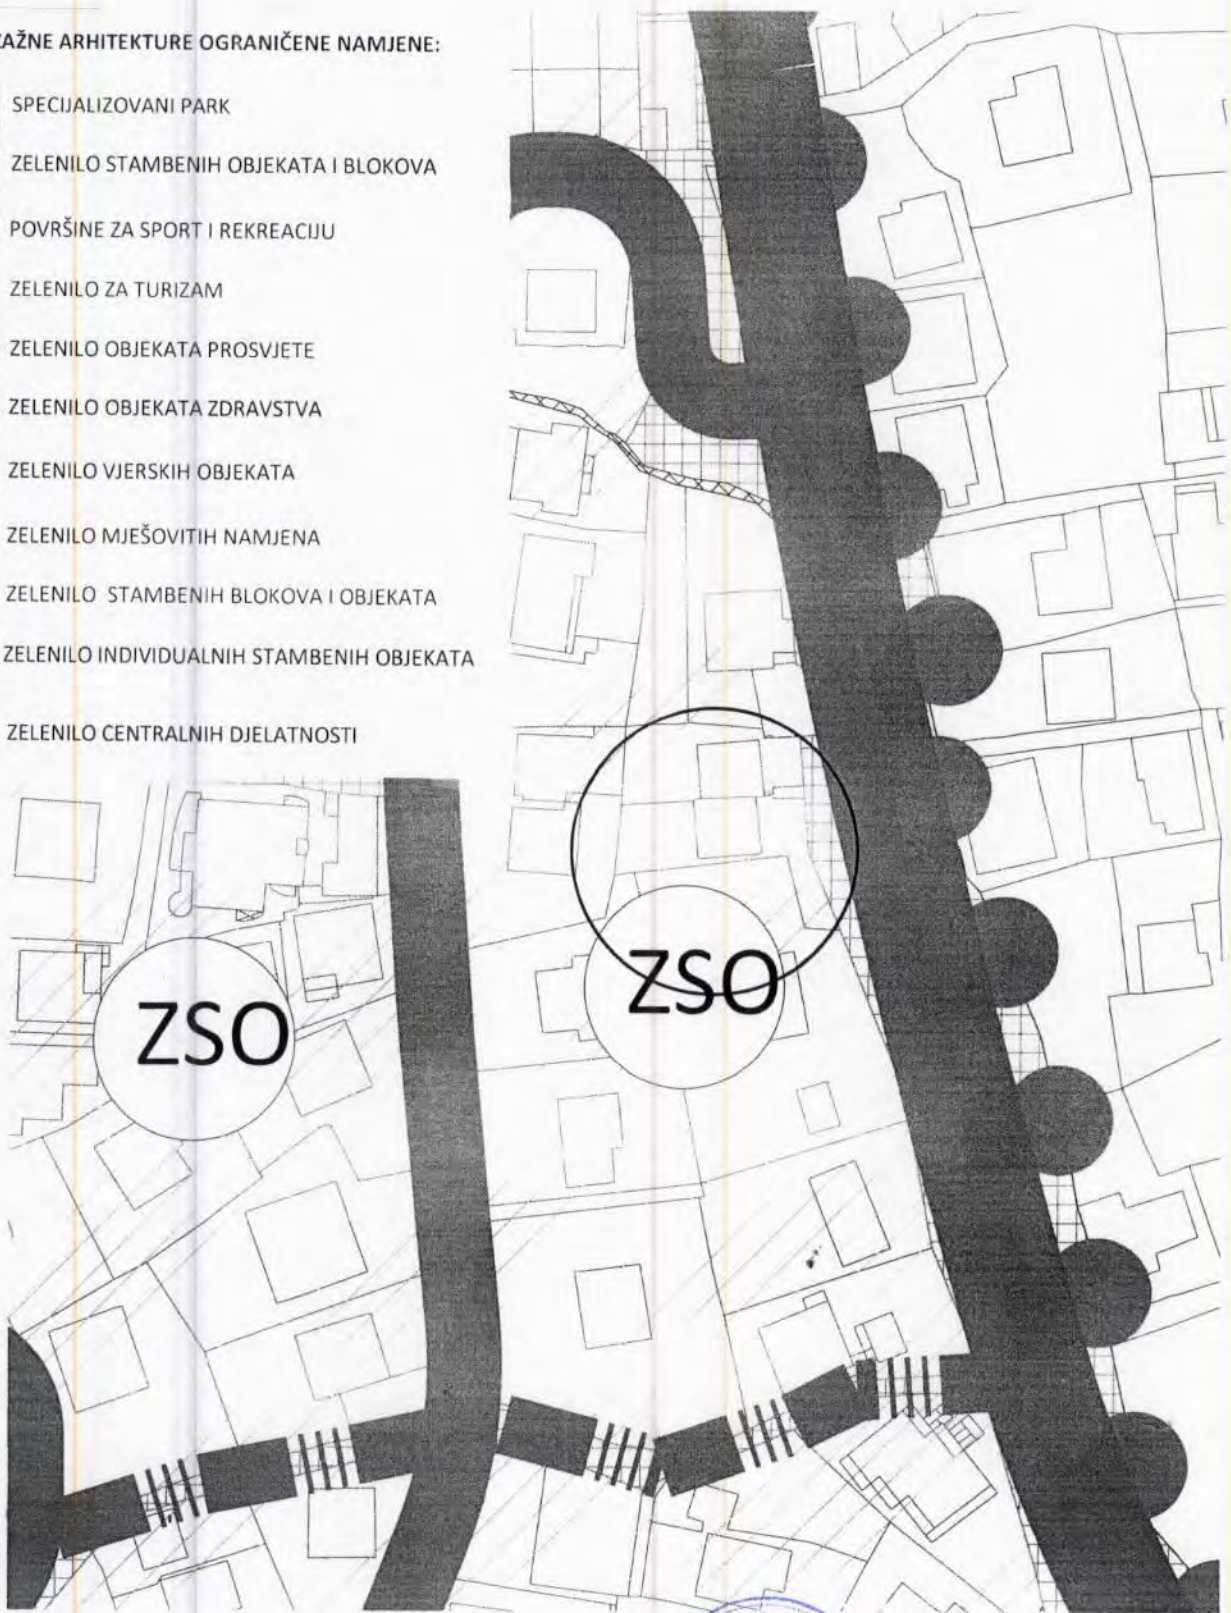 AŽNE ARHITEKTURE OGRANIČENE NAMJENE:
SPECIJALIZOVANI PARK
ZELENILO STAMBENIH OBJEKATA I BLOKOVA
POVRŠINE ZA SPORT I REKREACIJU
ZELENILO ZA TURIZAM
ZELENILO OBJEKATA PROSVJETE
ZELENILO OBJEKATA ZDRAVSTVA
ZELENILO VJERSKIH OBJEKATA
ZELENILO MJEŠOVITIH NAMJENA
ZELENILO STAMBENIH BLOKOVA I OBJEKATA
ZELENILO INDIVIDUALNIH STAMBENIH OBJEKATA
ZELENILO CENTRALNIH DJELATNOSTI
ZSO
ZSO